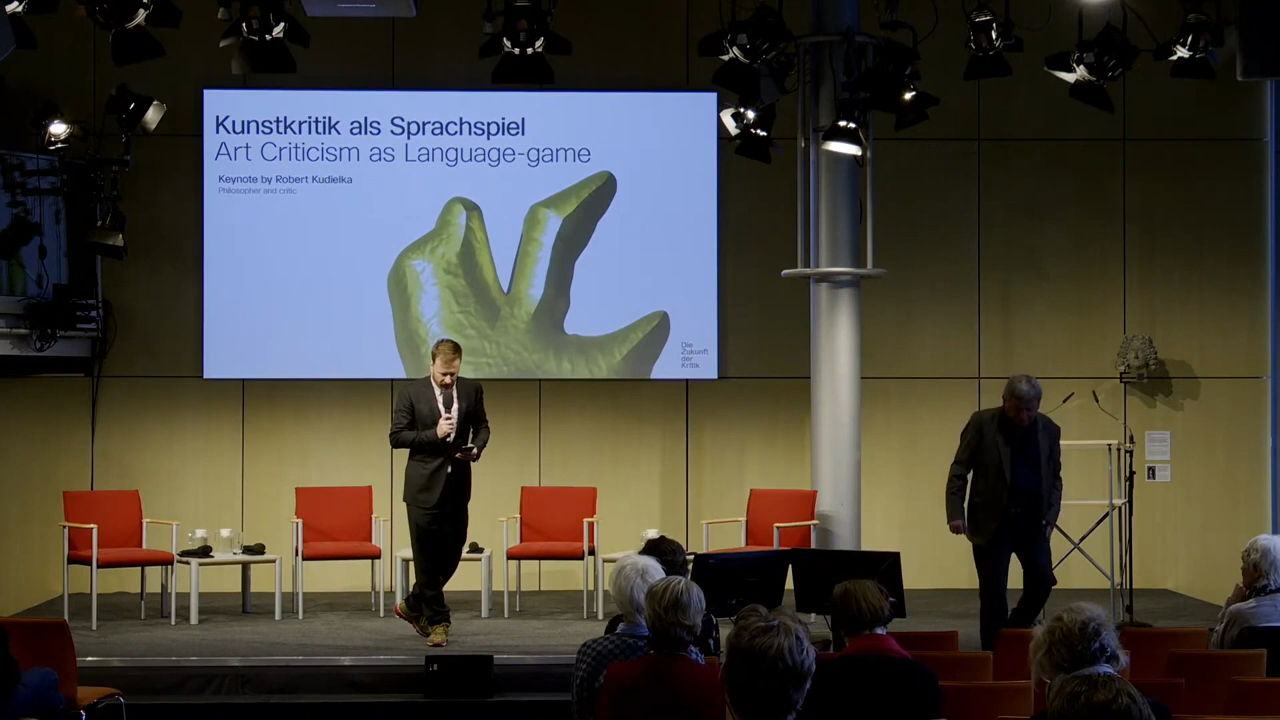 Kunstkritik als Sprachspiel
Art Criticism as Language-game
Keynote by Robert Kudielka
Philosopher and critic
Die
Zukunft
der
Kritik